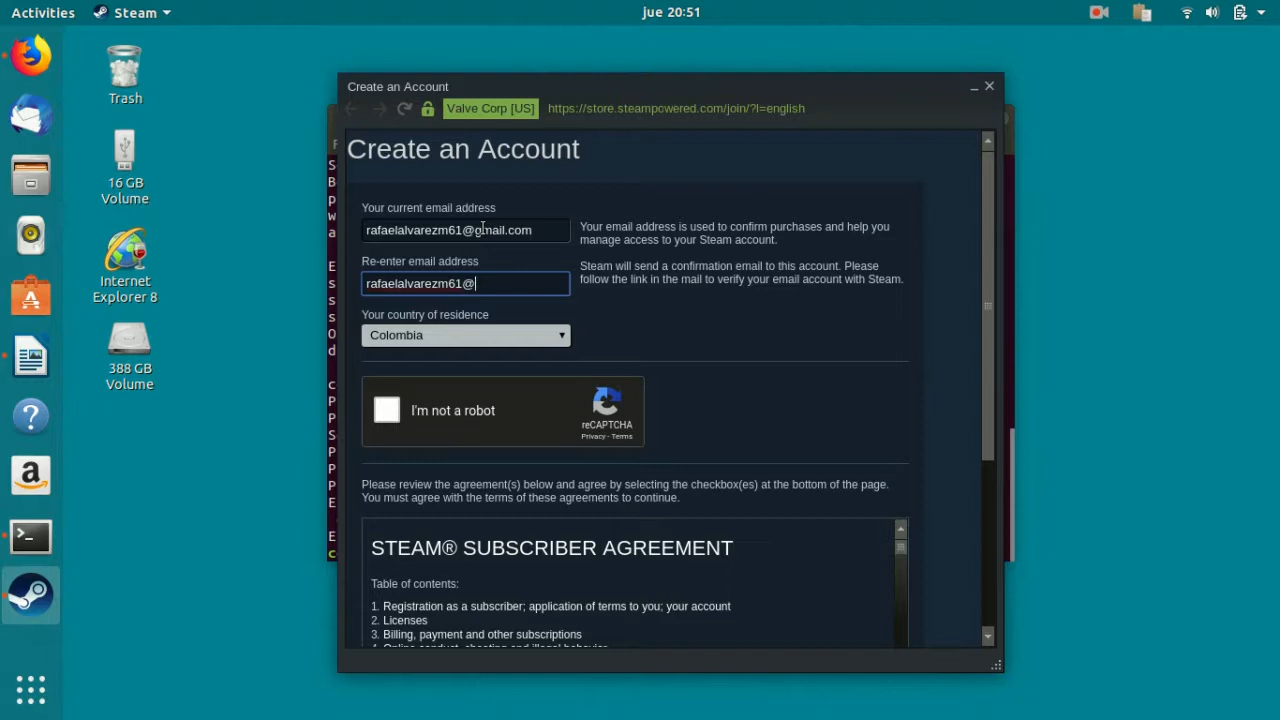 Activities
Steam
jue 20:51
Trash
16 GB
Volume
Internet
Explorer 8
388 GB
Volume
Create an Account
Valve Corp [US]
https://store.steampowered.com/join/?l=english
Create an Account
Your current email address
rafaelalvarezm61@gmail.com
Your email address is used to confirm purchases and help you
manage access to your Steam account.
Re-enter email address
rafaelalvarezm61@
Steam will send a confirmation email to this account. Please
follow the link in the mail to verify your email account with Steam.
Your country of residence
Colombia
I'm not a robot
reCAPTCHA
Privacy - Terms
Please review the agreement(s) below and agree by selecting the checkbox(es) at the bottom of the page.
You must agree with the terms of these agreements to continue.
STEAM® SUBSCRIBER AGREEMENT
Table of contents:
1. Registration as a subscriber; application of terms to you; your account
2. Licenses
3. Billing, payment and other subscriptions
4. Online conduct, cheating and illegal behavior